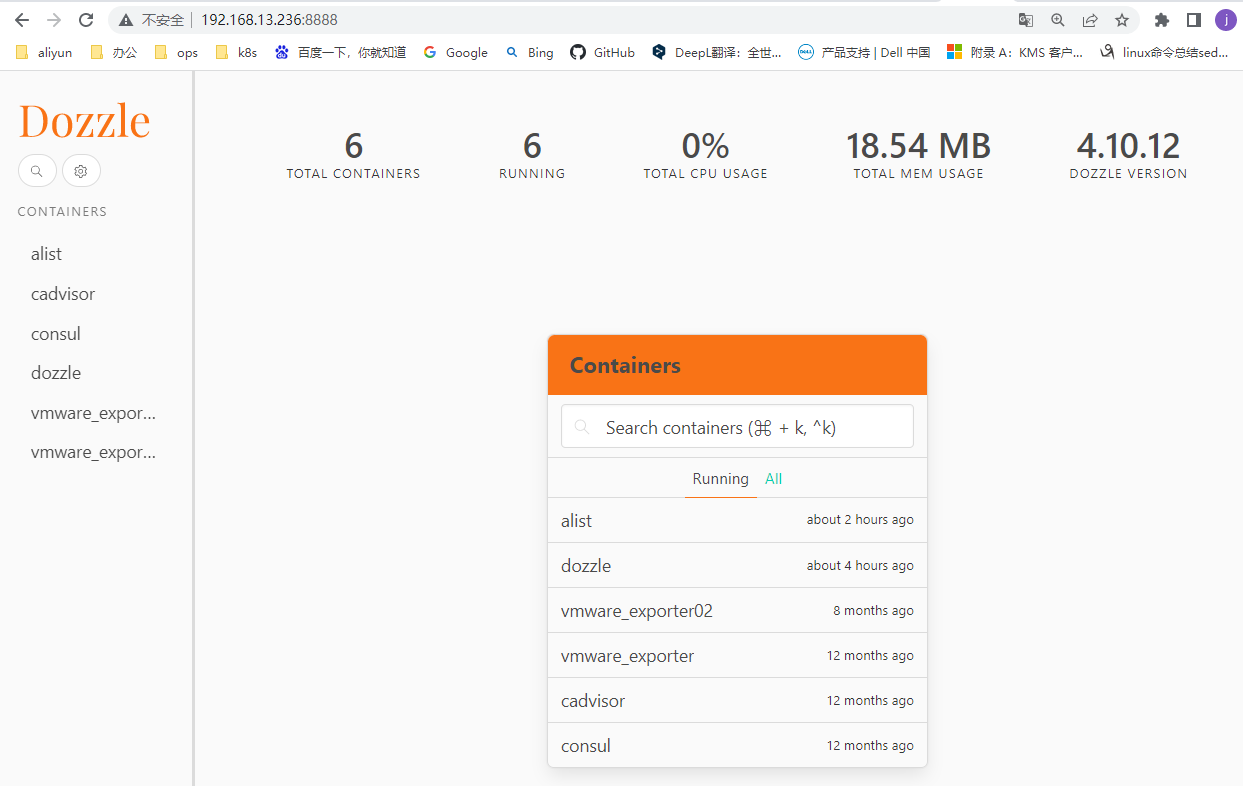 不安全 192.168.13.236:8888
aliyun 办公 ops k8s 百度一下，你就知道 Google Bing GitHub DeepL翻译：全世... 产品支持 | Dell 中国 附录 A：KMS 客户... linux命令总结sed...
Dozzle
CONTAINERS
alist
cadvisor
consul
dozzle
vmware_expor...
vmware_expor...
6 6 0% 18.54 MB 4.10.12
TOTAL CONTAINERS RUNNING TOTAL CPU USAGE TOTAL MEM USAGE DOZZLE VERSION
Containers
Search containers (⌘ + k, ^k)
Running All
alist about 2 hours ago
dozzle about 4 hours ago
vmware_exporter02 8 months ago
vmware_exporter 12 months ago
cadvisor 12 months ago
consul 12 months ago